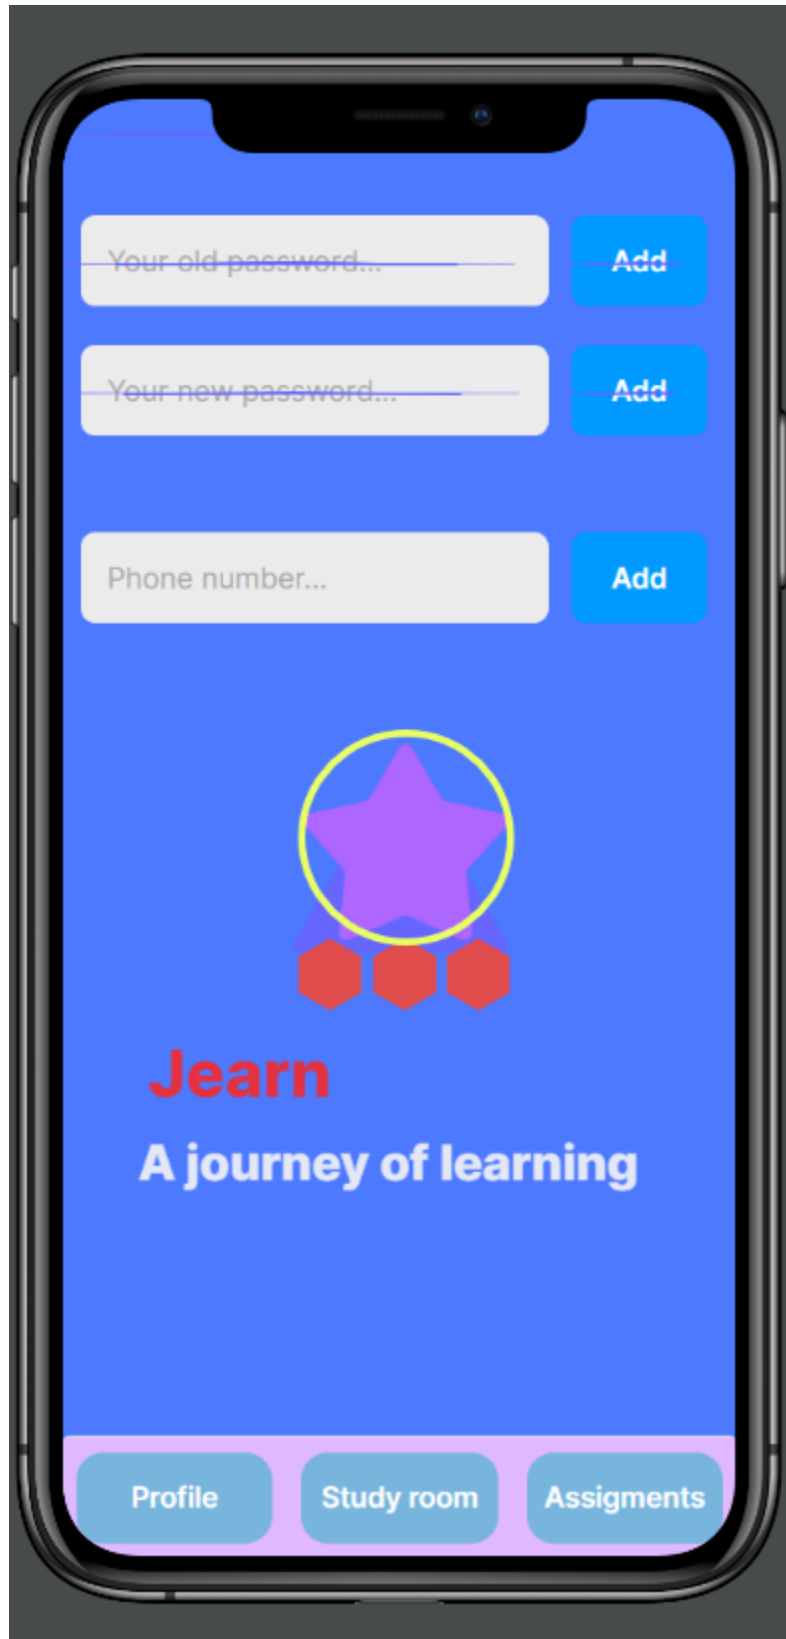 Your old password... Add
Your new password... Add
Phone number... Add
Jearn
A journey of learning
Profile Study room Assigments